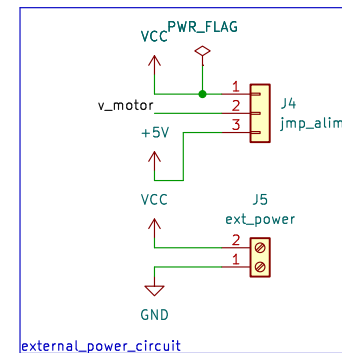 PWR_FLAG
VCC
1
v_motor
2
J4
+5V
3
jmp_alim
VCC
J5
ext_power
2
1
GND
external_power_circuit